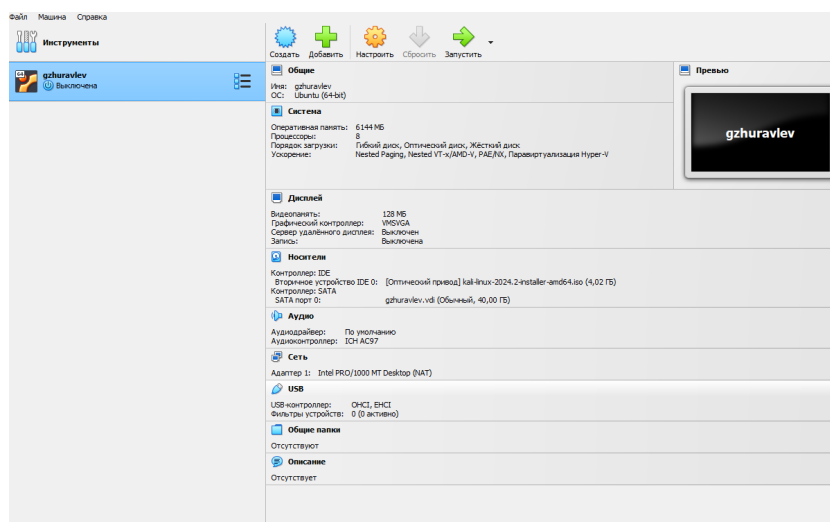 Файл Машина Справка
Инструменты
Создать Добавить Настроить Сбросить Запустить
64
gzhuravlev
Выключена
Общие
Имя: gzhuravlev
ОС: Ubuntu (64-bit)
Превью
gzhuravlev
Система
Оперативная память: 6144 МБ
Процессоры: 8
Порядок загрузки: Гибкий диск, Оптический диск, Жёсткий диск
Ускорение: Nested Paging, Nested VT-x/AMD-V, PAE/NX, Паравиртуализация Hyper-V
Дисплей
Видеопамять: 128 МБ
Графический контроллер: VMSVGA
Сервер удалённого дисплея: Выключен
Запись: Выключена
Носители
Контроллер: IDE
Вторичное устройство IDE 0: [Оптический привод] kali-linux-2024.2-installer-amd64.iso (4,02 ГБ)
Контроллер: SATA
SATA порт 0: gzhuravlev.vdi (Обычный, 40,00 ГБ)
Аудио
Аудиодрайвер: По умолчанию
Аудиоконтроллер: ICH AC97
Сеть
Адаптер 1: Intel PRO/1000 MT Desktop (NAT)
USB
USB-контроллер: OHCI, EHCI
Фильтры устройств: 0 (0 активно)
Общие папки
Отсутствуют
Описание
Отсутствует